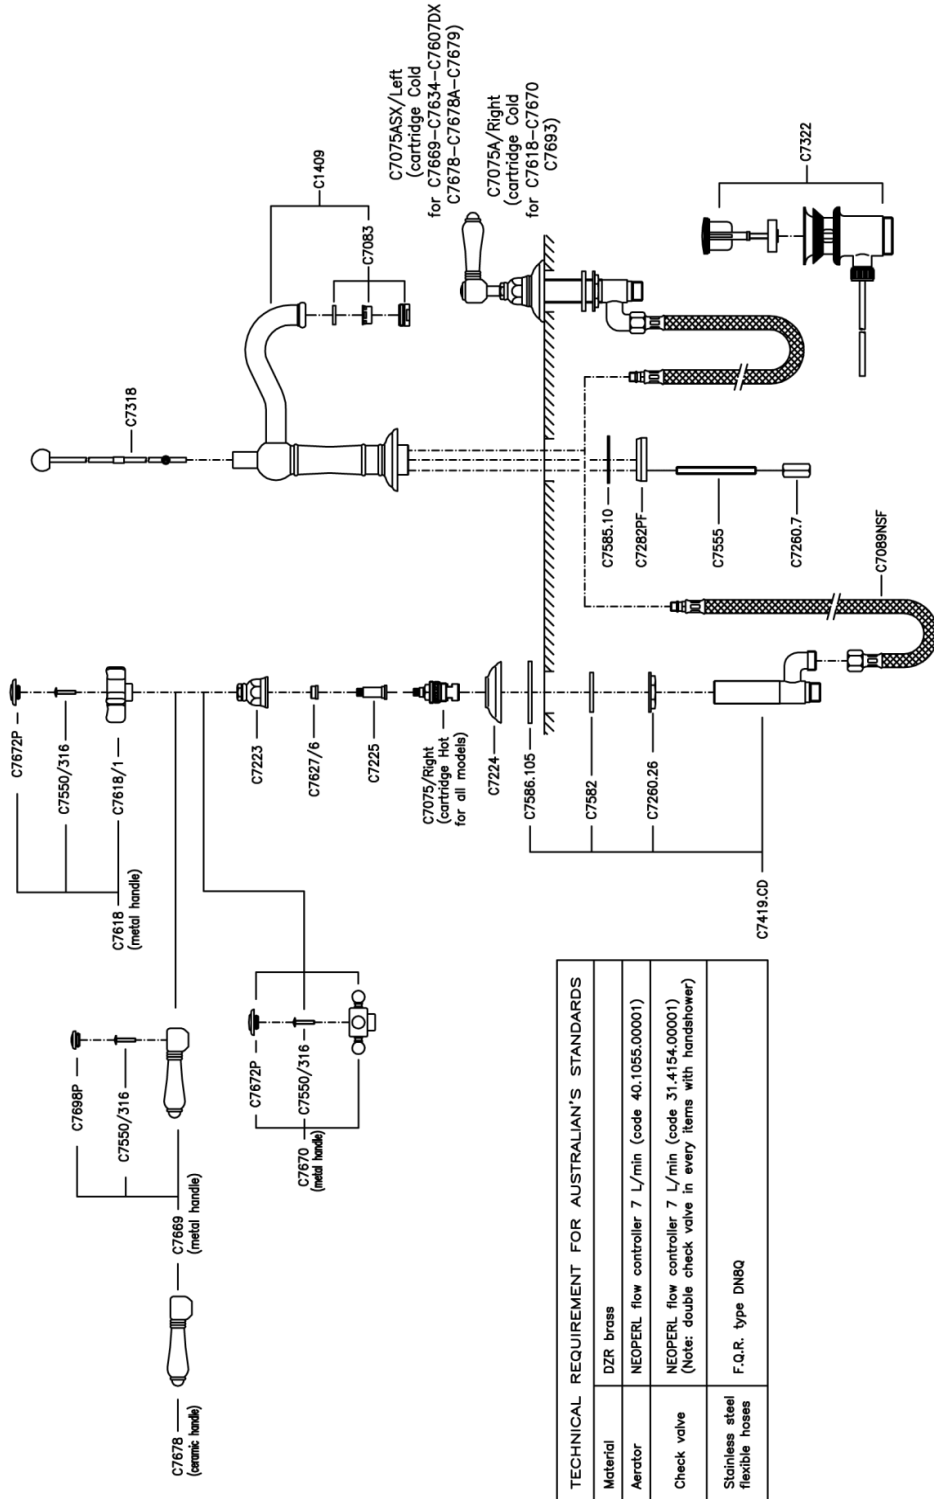 C7318
C1409
C7083
C7075ASX/Left
(cartridge Cold
for C7669-C7634-C7607DX
C7678-C7678A-C7679)
C7075A/Right
(cartridge Cold
for C7618-C7670
C7693)
C7322
C7672P
C7550/316
C7618/1
C7618
(metal handle)
C7223
C7627/6
C7225
C7075/Right
(cartridge Hot
for all models)
C7224
C7586.105
C7582
C7260.26
C7419.CD
C7585.10
C7282PF
C7555
C7260.7
C7089NSF
C7698P
C7550/316
C7669
(metal handle)
C7678
(ceramic handle)
C7672P
C7550/316
C7670
(metal handle)
TECHNICAL REQUIREMENT FOR AUSTRALIAN'S STANDARDS
Material
DZR brass
Aerator
NEOPERL flow controller 7 L/min (code 40.1055.00001)
Check valve
NEOPERL flow controller 7 L/min (code 31.4154.00001)
(Note: double check valve in every items with handshower)
Stainless steel
flexible hoses
F.Q.R. type DN8Q